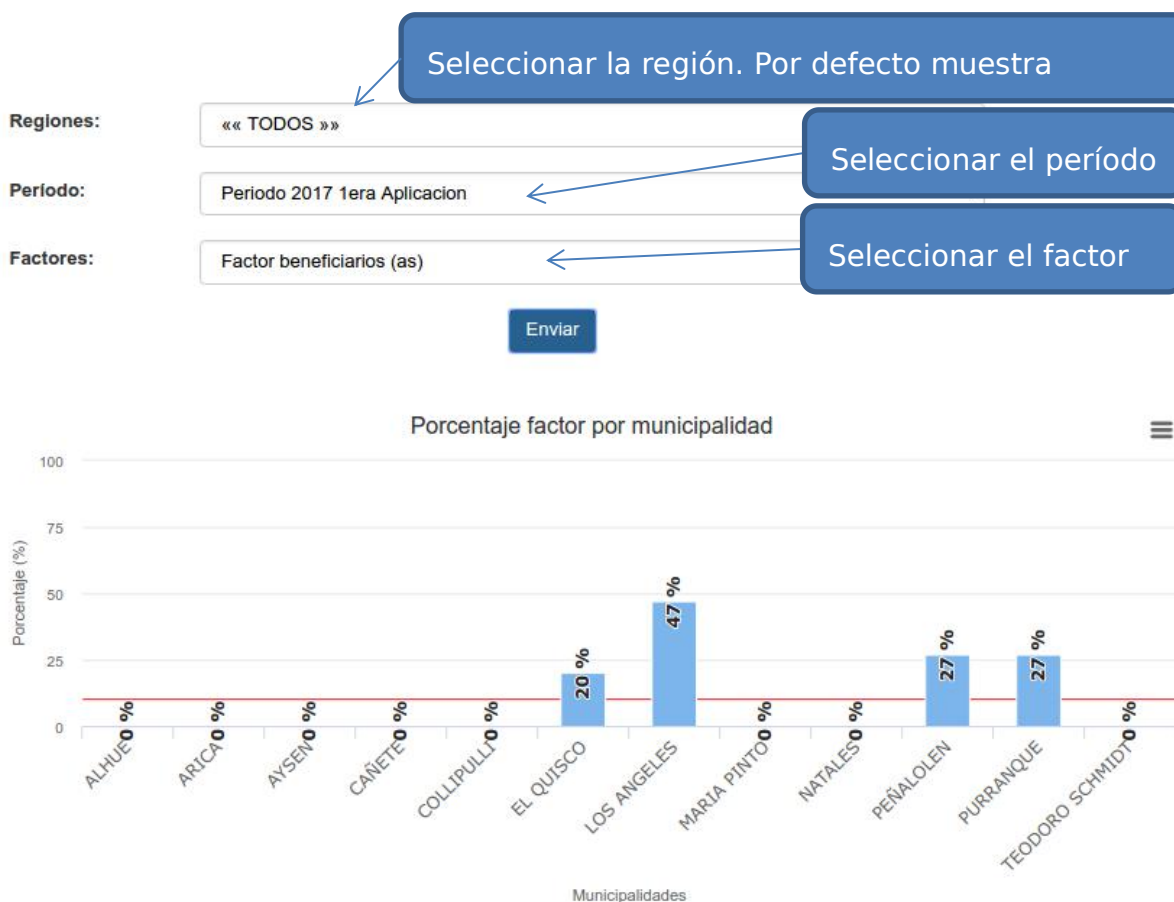 Seleccionar la región. Por defecto muestra
Regiones:
«« TODOS »»
Seleccionar el período
Período:
Periodo 2017 1era Aplicacion
Factores:
Factor beneficiarios (as)
Seleccionar el factor
Enviar
Porcentaje factor por municipalidad
100
75
50
25
0
Porcentaje (%)
0 %
0 %
0 %
0 %
0 %
20 %
47 %
0 %
0 %
27 %
27 %
0 %
ALHUE
ARICA
AYSEN
CAÑETE
COLLIPULLI
EL QUISCO
LOS ANGELES
MARIA PINTO
NATALES
PEÑALOLEN
PURRANQUE
TEODORO SCHMIDT
Municipalidades